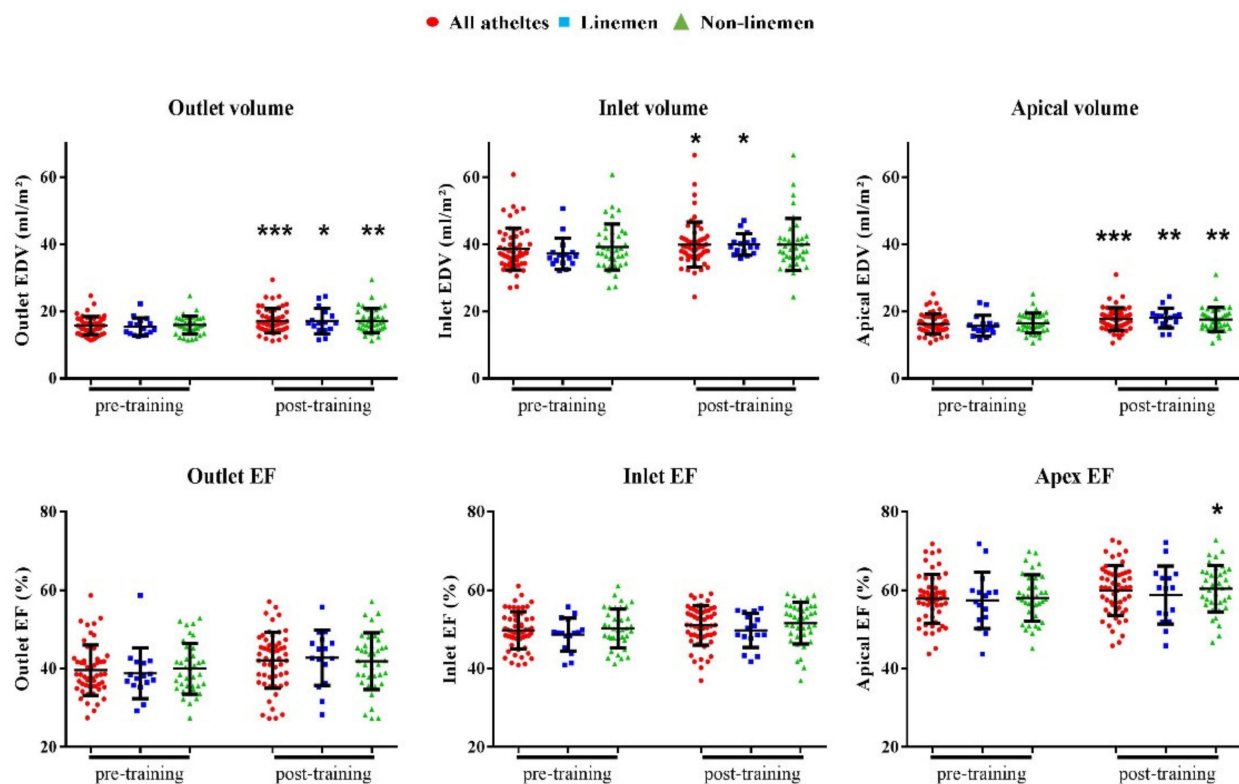 All atheltes Linemen Non-linemen
Outlet volume Inlet volume Apical volume
Outlet EDV (ml/m²)
60
40
20
0
*** * **
pre-training post-training
Inlet EDV (ml/m²)
60
40
20
0
* *
pre-training post-training
Apical EDV (ml/m²)
60
40
20
0
*** ** **
pre-training post-training
Outlet EF Inlet EF Apex EF
Outlet EF (%)
80
60
40
20
pre-training post-training
Inlet EF (%)
80
60
40
20
pre-training post-training
Apical EF (%)
80
60
40
20
*
pre-training post-training